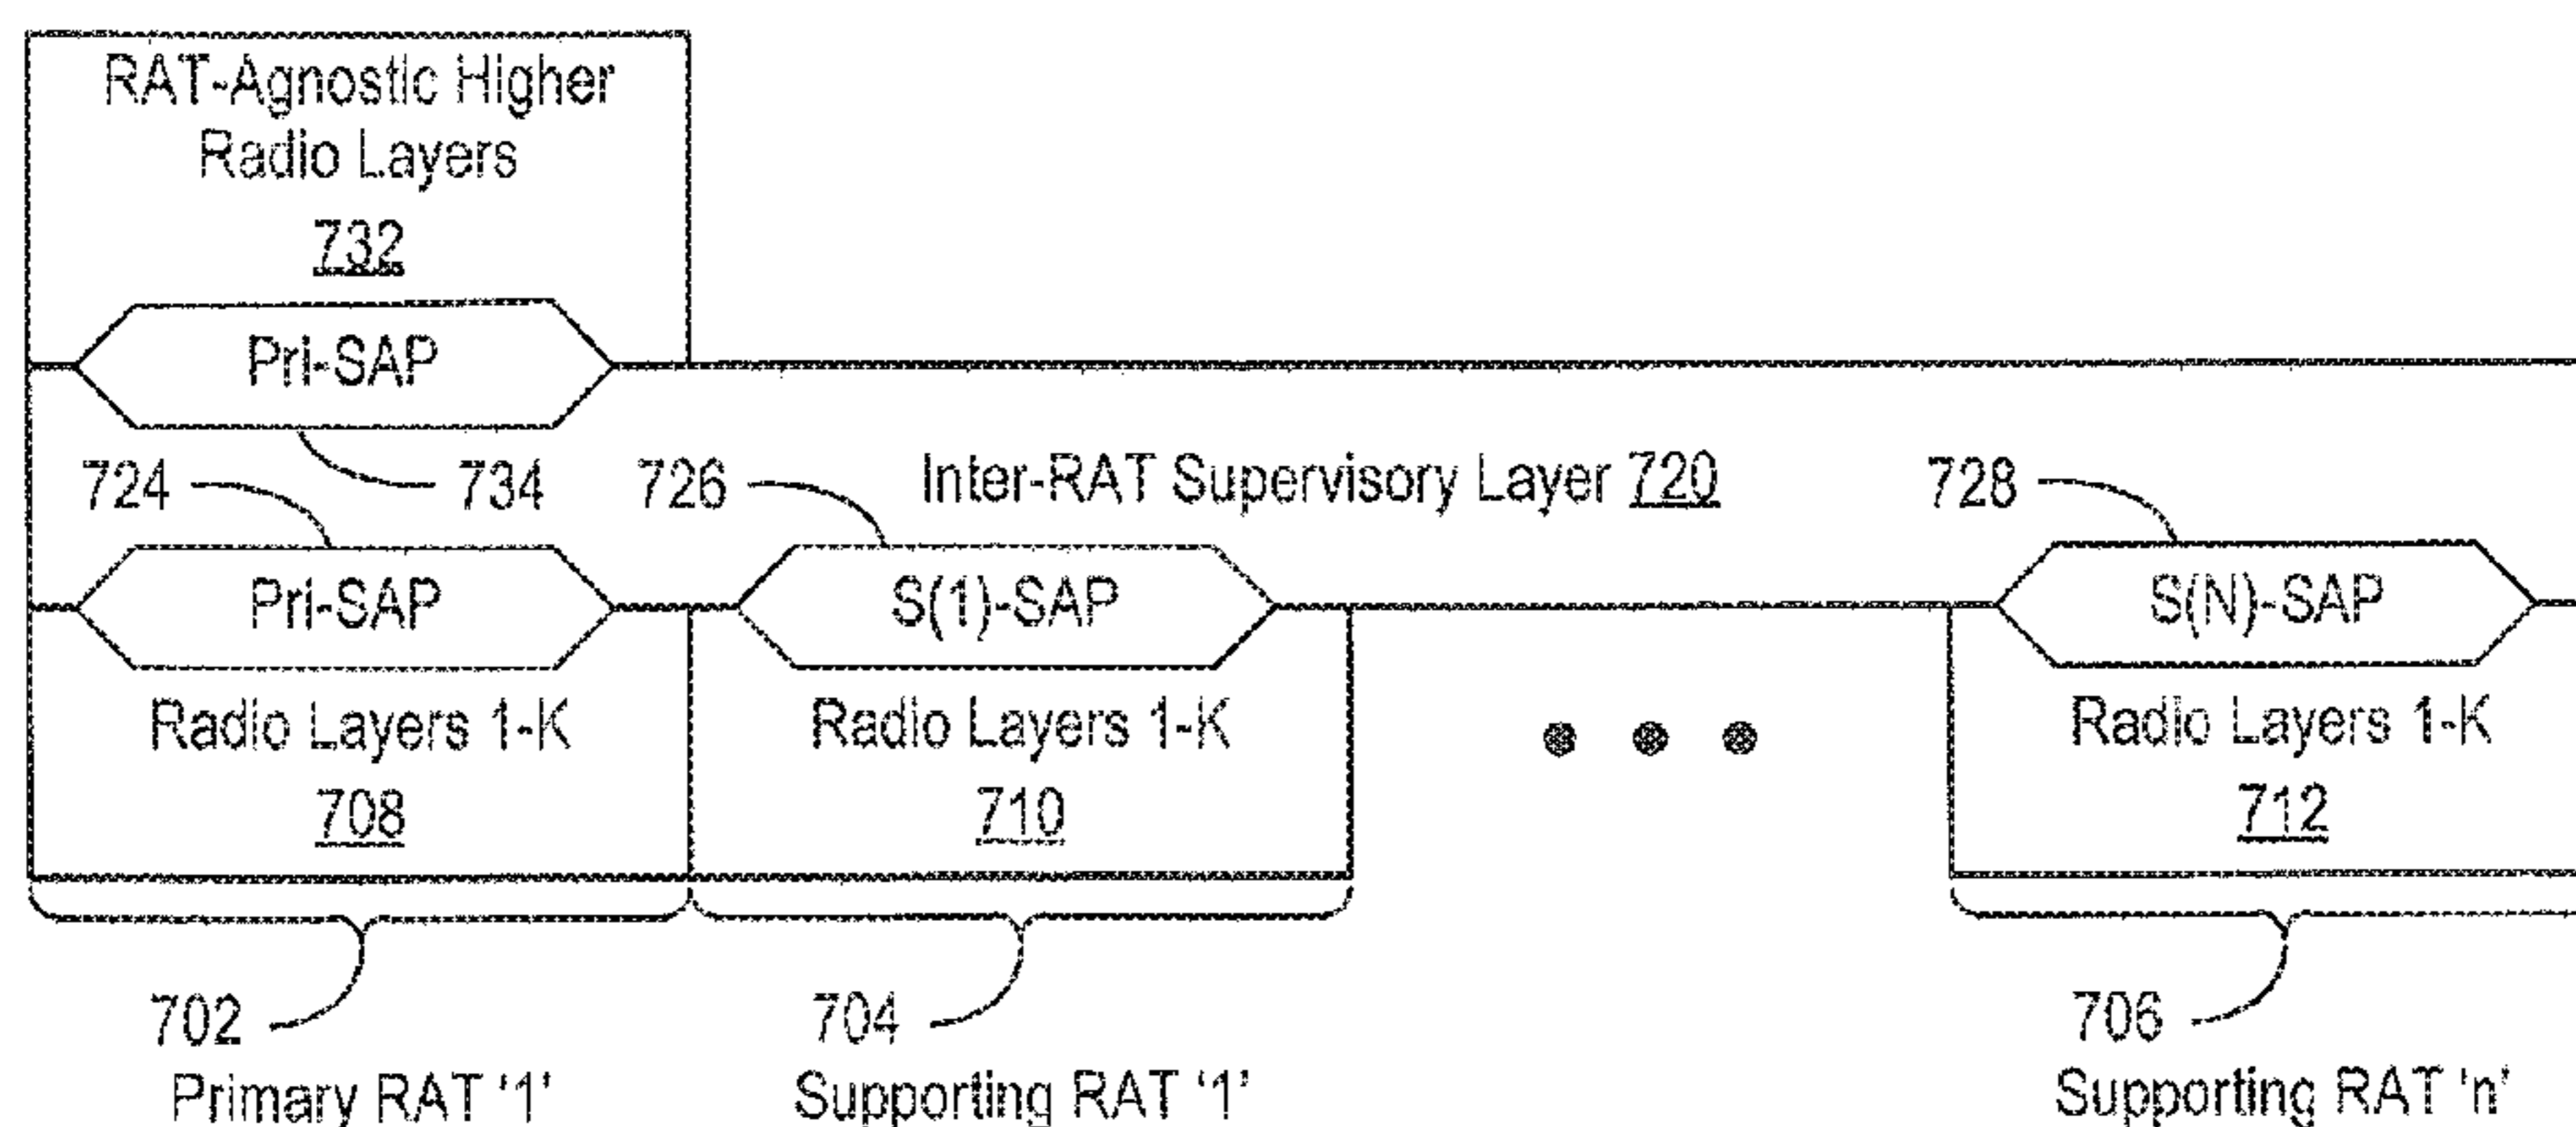 RAT-Agnostic Higher
Radio Layers
732
Pri-SAP
724
734
726
Inter-RAT Supervisory Layer 720
728
Pri-SAP
S(1)-SAP
S(N)-SAP
Radio Layers 1-K
Radio Layers 1-K
Radio Layers 1-K
708
710
712
702
704
706
Primary RAT ‘1’
Supporting RAT ‘1’
Supporting RAT ‘n’